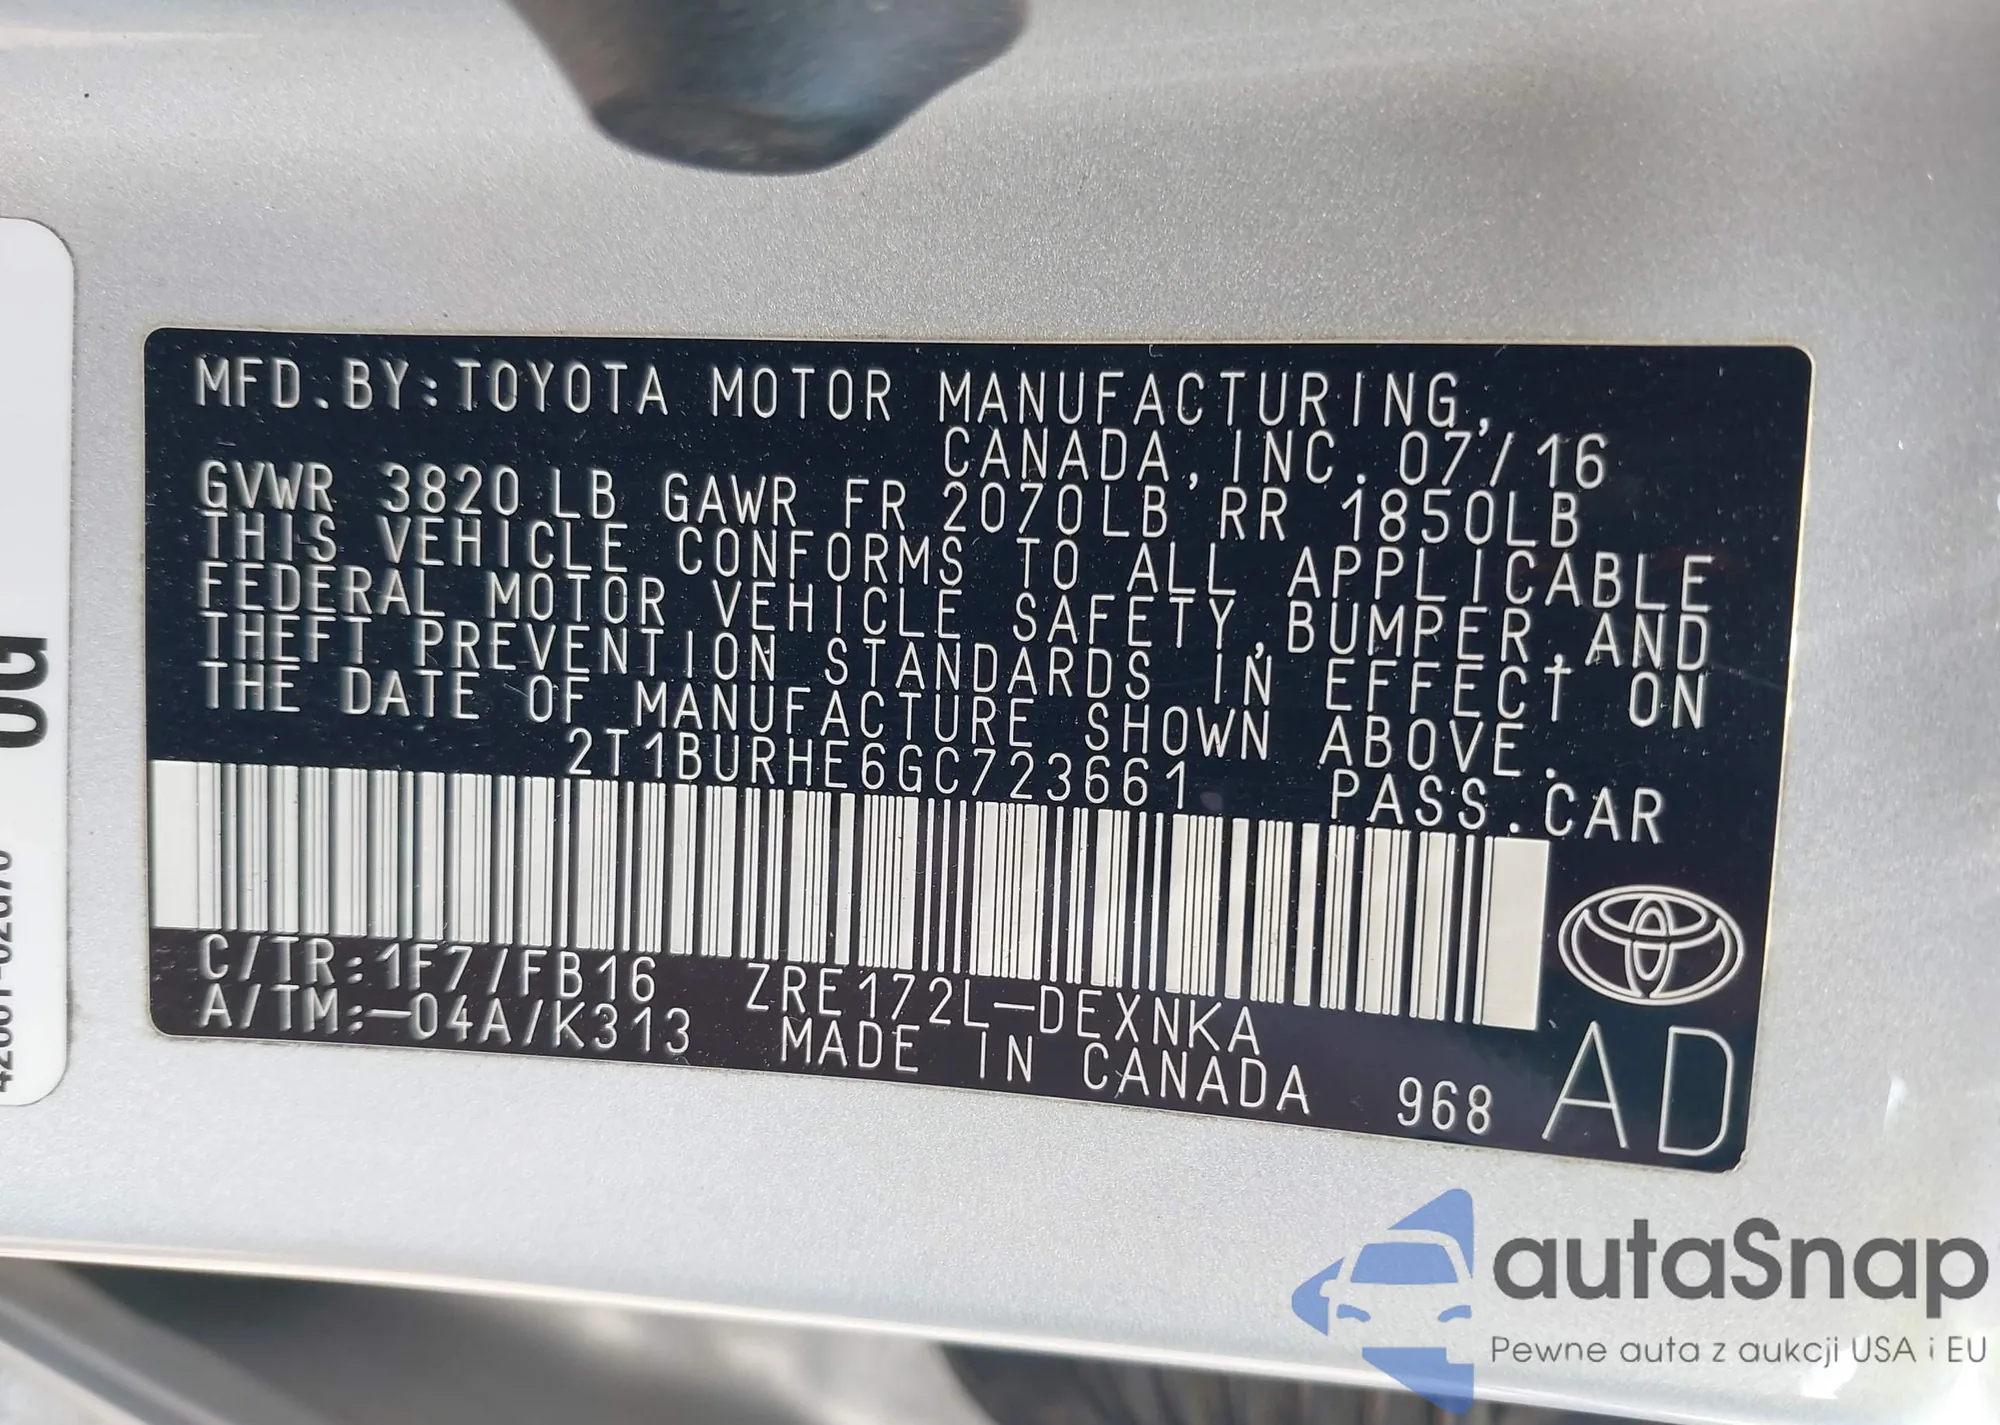 MFD.BY:TOYOTA MOTOR MANUFACTURING,
CANADA,INC.07/16
GVWR 3820 LB GAWR FR 2070LB RR 1850LB
THIS VEHICLE CONFORMS TO ALL APPLICABLE
FEDERAL MOTOR VEHICLE SAFETY,BUMPER,AND
THEFT PREVENTION STANDARDS IN EFFECT ON
THE DATE OF MANUFACTURE SHOWN ABOVE.
2T1BURHE6GC723661 PASS.CAR
C/TR:1F7/FB16 ZRE172L-DEXNKA
A/TM:-04A/K313 MADE IN CANADA 968 AD
0G
autaSnap
Pewne auta z aukcji USA i EU